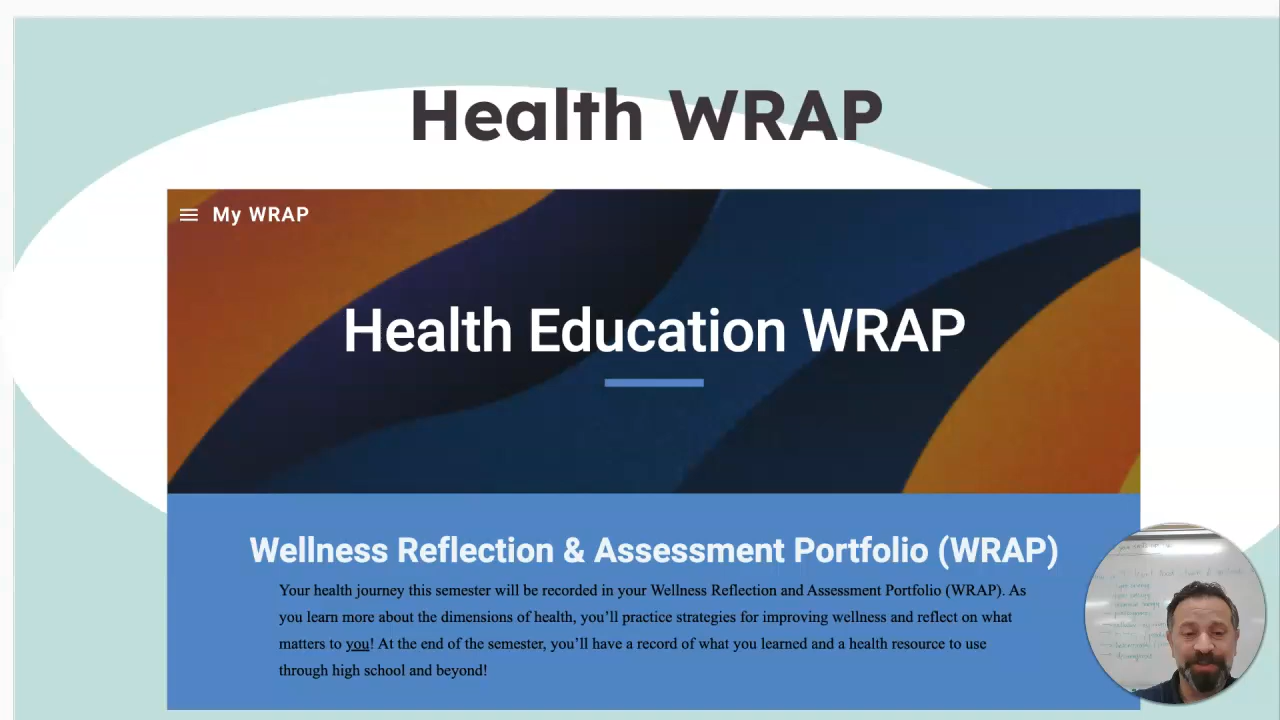 Health WRAP
My WRAP
Health Education WRAP
Wellness Reflection & Assessment Portfolio (WRAP)
Your health journey this semester will be recorded in your Wellness Reflection and Assessment Portfolio (WRAP). As
you learn more about the dimensions of health, you’ll practice strategies for improving wellness and reflect on what
matters to you! At the end of the semester, you’ll have a record of what you learned and a health resource to use
through high school and beyond!